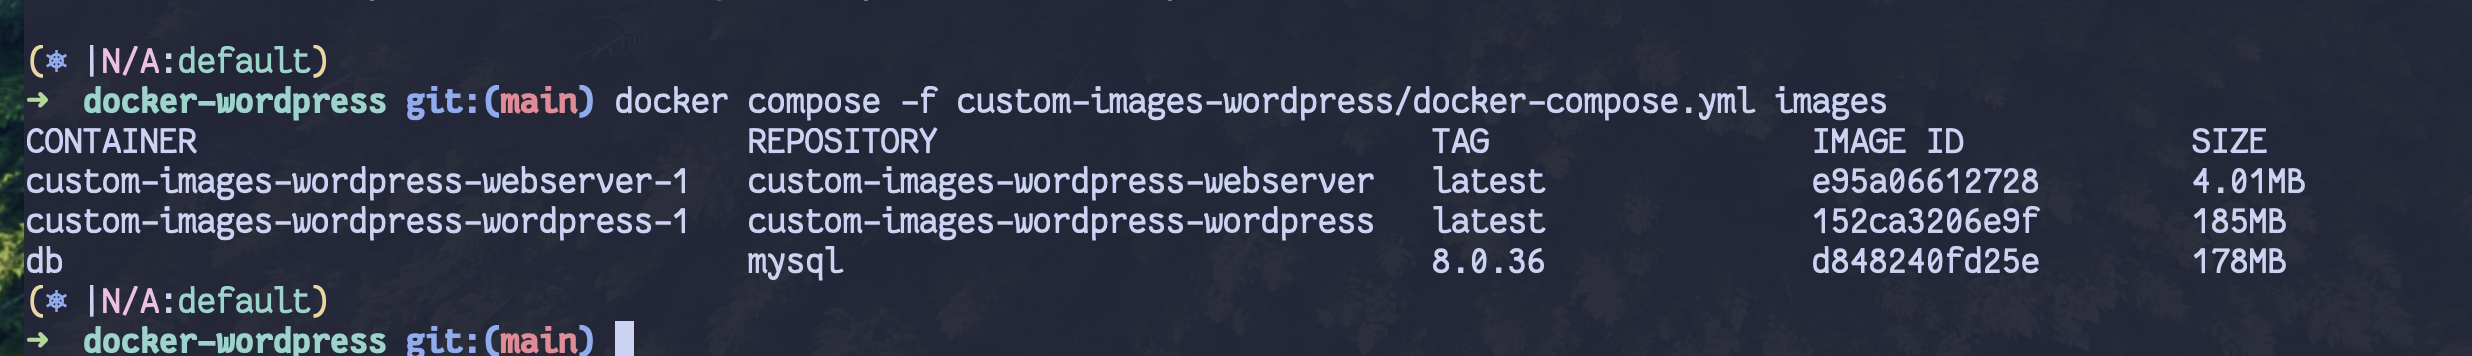 (⎈ |N/A:default)
➜  docker-wordpress git:(main) docker compose -f custom-images-wordpress/docker-compose.yml images
CONTAINER                              REPOSITORY                          TAG                 IMAGE ID            SIZE
custom-images-wordpress-webserver-1   custom-images-wordpress-webserver   latest              e95a06612728        4.01MB
custom-images-wordpress-wordpress-1   custom-images-wordpress-wordpress   latest              152ca3206e9f        185MB
db                                    mysql                               8.0.36              d848240fd25e        178MB
(⎈ |N/A:default)
➜  docker-wordpress git:(main)